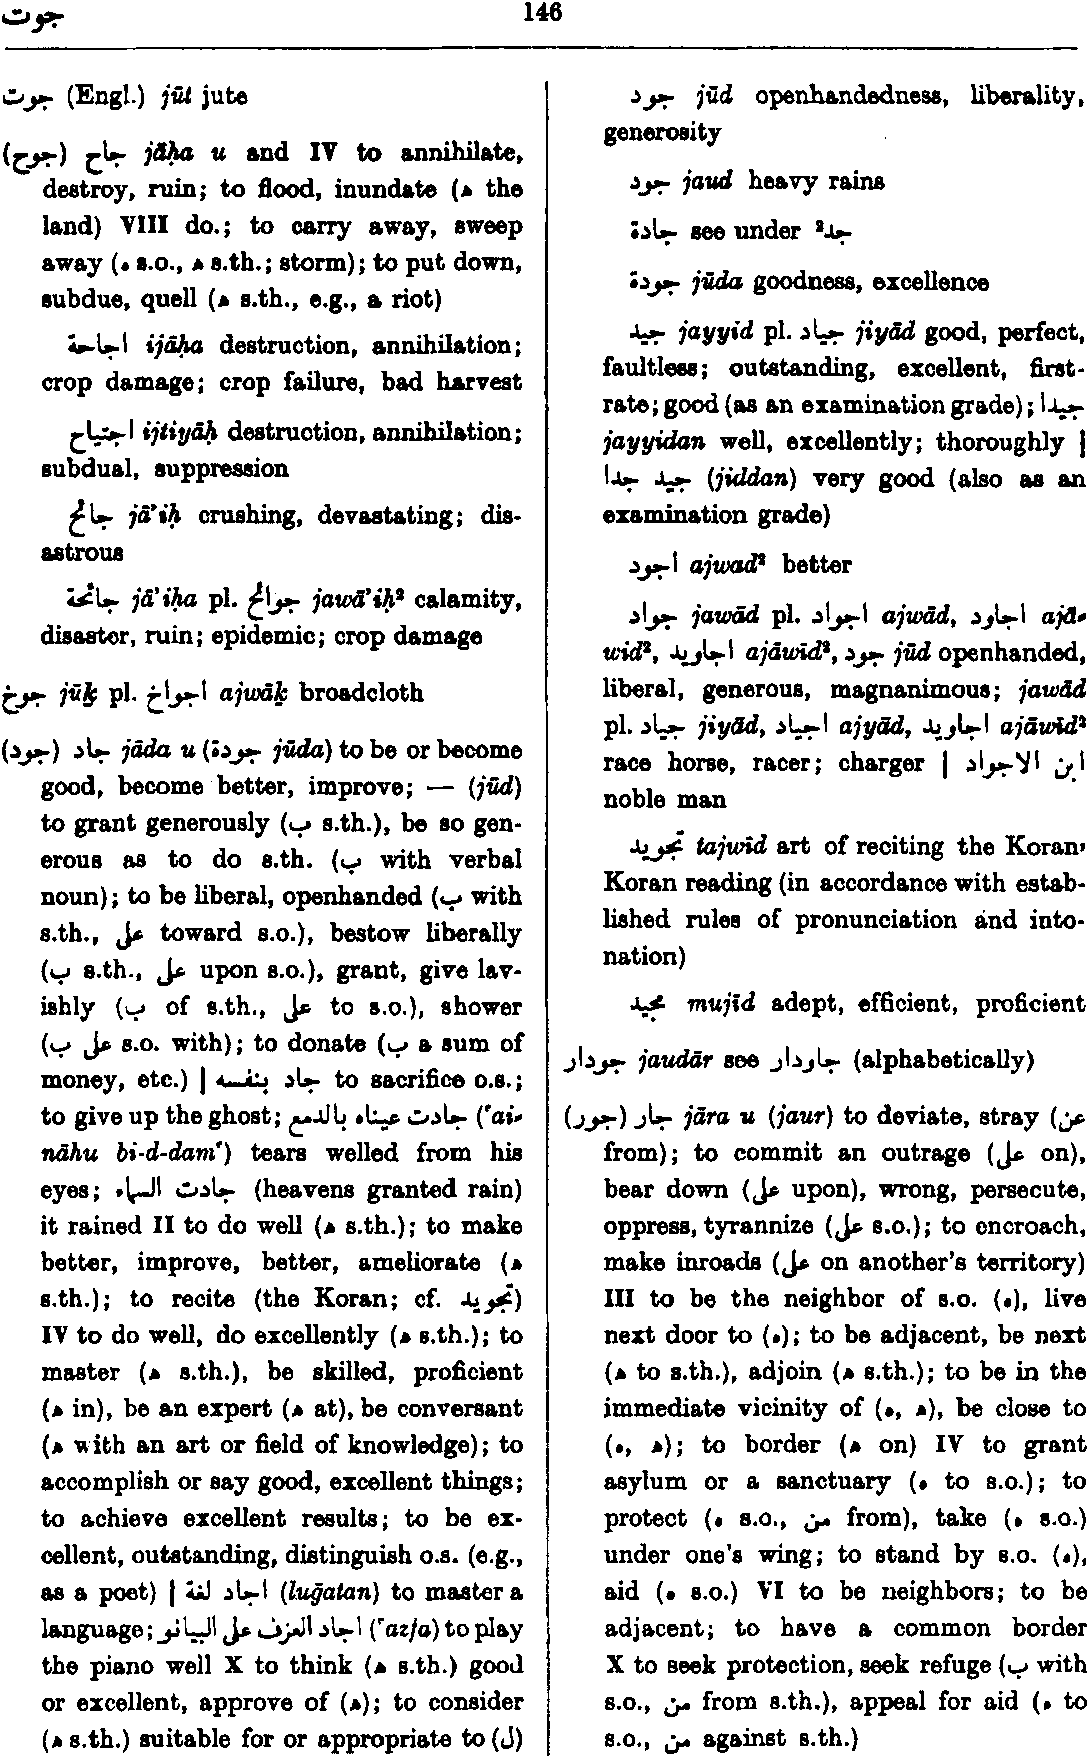 جوت
146
جوت (Engl.) jūt jute
(جوح) جاح jāḥa u and IV to annihilate,
destroy, ruin; to flood, inundate (ه the
land) VIII do.; to carry away, sweep
away (ه s.o., ه s.th.; storm); to put down,
subdue, quell (ه s.th., e.g., a riot)
اجاحة ijāḥa destruction, annihilation;
crop damage; crop failure, bad harvest
اجتياح ijtiyāḥ destruction, annihilation;
subdual, suppression
جائح jā’iḥ crushing, devastating; dis-
astrous
جائحة jā’iḥa pl. جوائح jawā’iḥ² calamity,
disaster, ruin; epidemic; crop damage
جوخ jūḵ pl. اجواخ ajwāḵ broadcloth
(جود) جاد jāda u (جودة jūda) to be or become
good, become better, improve; — (jūd)
to grant generously (ب s.th.), be so gen-
erous as to do s.th. (ب with verbal
noun); to be liberal, openhanded (ب with
s.th., على toward s.o.), bestow liberally
(ب s.th., على upon s.o.), grant, give lav-
ishly (ب of s.th., على to s.o.), shower
(ب على s.o. with); to donate (ب a sum of
money, etc.) | جاد بنفسه to sacrifice o.s.;
to give up the ghost; جادت عيناه بالدمع (‘ai-
nāhu bi-d-dam‘) tears welled from his
eyes; جادت السماء (heavens granted rain)
it rained II to do well (ه s.th.); to make
better, improve, better, ameliorate (ه
s.th.); to recite (the Koran; cf. تجويد)
IV to do well, do excellently (ه s.th.); to
master (ه s.th.), be skilled, proficient
(ه in), be an expert (ه at), be conversant
(ه with an art or field of knowledge); to
accomplish or say good, excellent things;
to achieve excellent results; to be ex-
cellent, outstanding, distinguish o.s. (e.g.,
as a poet) | اجاد لغة (luḡatan) to master a
language; اجاد العزف على البيانو (‘azfa) to play
the piano well X to think (ه s.th.) good
or excellent, approve of (ه); to consider
(ه s.th.) suitable for or appropriate to (ل)
جود jūd openhandedness, liberality,
generosity
جود jaud heavy rains
جادة see under جد²
جودة jūda goodness, excellence
جيد jayyid pl. جياد jiyād good, perfect,
faultless; outstanding, excellent, first-
rate; good (as an examination grade); جيدا
jayyidan well, excellently; thoroughly |
جيد جدا (jiddan) very good (also as an
examination grade)
اجود ajwad² better
جواد jawād pl. اجواد ajwād, اجاود ajā-
wid², اجاويد ajāwīd², جود jūd openhanded,
liberal, generous, magnanimous; jawād
pl. جياد jiyād, اجياد ajyād, اجاويد ajāwīd²
race horse, racer; charger | ابن الاجواد
noble man
تجويد tajwīd art of reciting the Koran,
Koran reading (in accordance with estab-
lished rules of pronunciation and into-
nation)
مجيد mujīd adept, efficient, proficient
جودار jaudār see جاودار (alphabetically)
(جور) جار jāra u (jaur) to deviate, stray (عن
from); to commit an outrage (على on),
bear down (على upon), wrong, persecute,
oppress, tyrannize (على s.o.); to encroach,
make inroads (على on another's territory)
III to be the neighbor of s.o. (ه), live
next door to (ه); to be adjacent, be next
(ه to s.th.), adjoin (ه s.th.); to be in the
immediate vicinity of (ه, ه), be close to
(ه, ه); to border (ه on) IV to grant
asylum or a sanctuary (ه to s.o.); to
protect (ه s.o., من from), take (ه s.o.)
under one's wing; to stand by s.o. (ه),
aid (ه s.o.) VI to be neighbors; to be
adjacent; to have a common border
X to seek protection, seek refuge (ب with
s.o., من from s.th.), appeal for aid (ه to
s.o., من against s.th.)